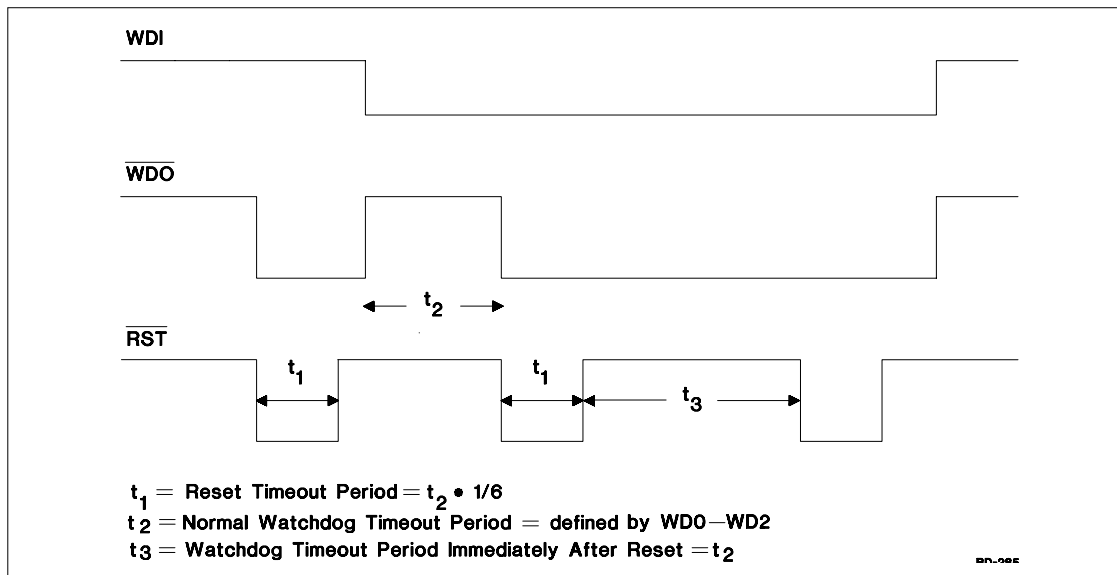 WDI
WDO
t2
RST
t1 t1 t3
t1 = Reset Timeout Period = t2 • 1/6
t2 = Normal Watchdog Timeout Period = defined by WD0—WD2
t3 = Watchdog Timeout Period Immediately After Reset = t2